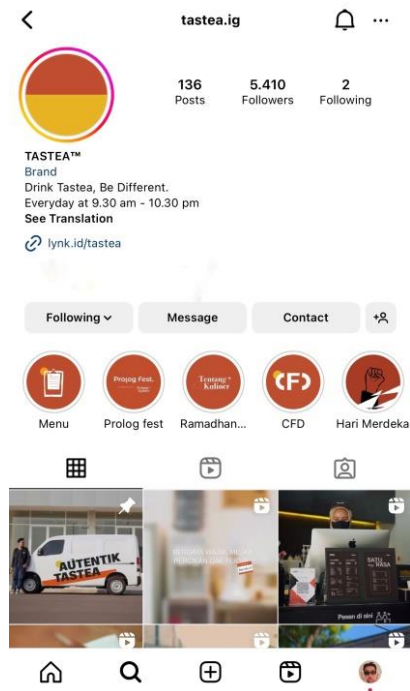 tastea.ig
136
Posts
5.410
Followers
2
Following
TASTEA™
Brand
Drink Tastea, Be Different.
Everyday at 9.30 am - 10.30 pm
See Translation
lynk.id/tastea
Following
Message
Contact
Prolog Fest.
Tentang
Kuliner
CFD
Menu
Prolog fest
Ramadhan...
CFD
Hari Merdeka
AUTENTIK
TASTEA
SATU
RASA
Pesan di sini